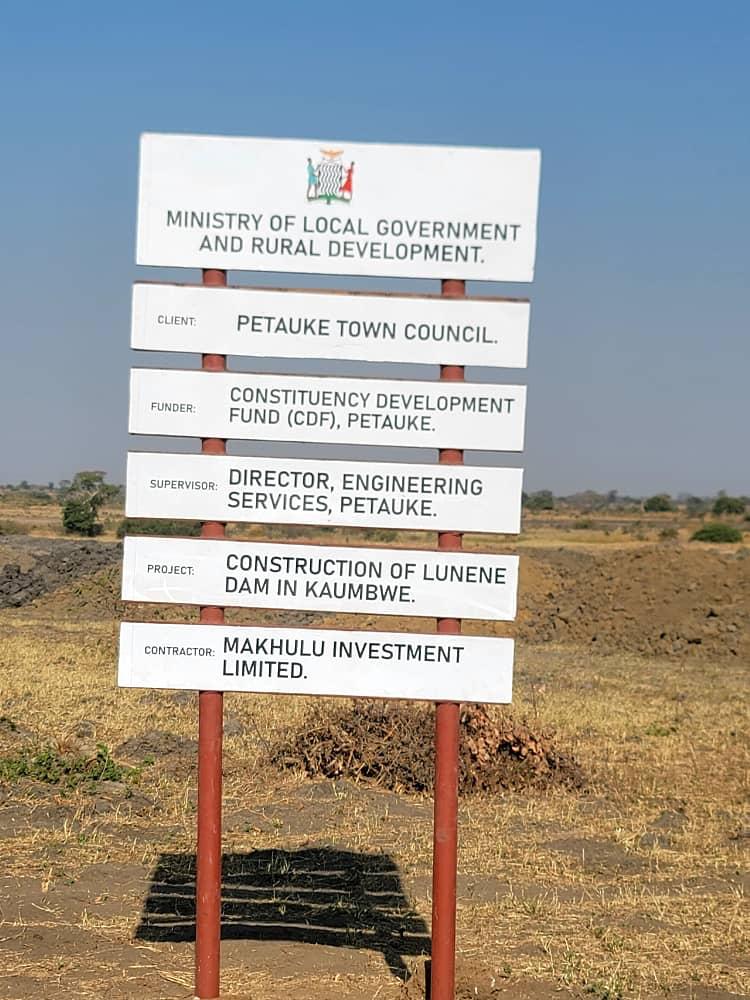 MINISTRY OF LOCAL GOVERNMENT
AND RURAL DEVELOPMENT.
CLIENT: PETAUKE TOWN COUNCIL.
FUNDER: CONSTITUENCY DEVELOPMENT
FUND (CDF), PETAUKE.
SUPERVISOR: DIRECTOR, ENGINEERING
SERVICES, PETAUKE.
PROJECT: CONSTRUCTION OF LUNENE
DAM IN KAUMBWE.
CONTRACTOR: MAKHULU INVESTMENT
LIMITED.